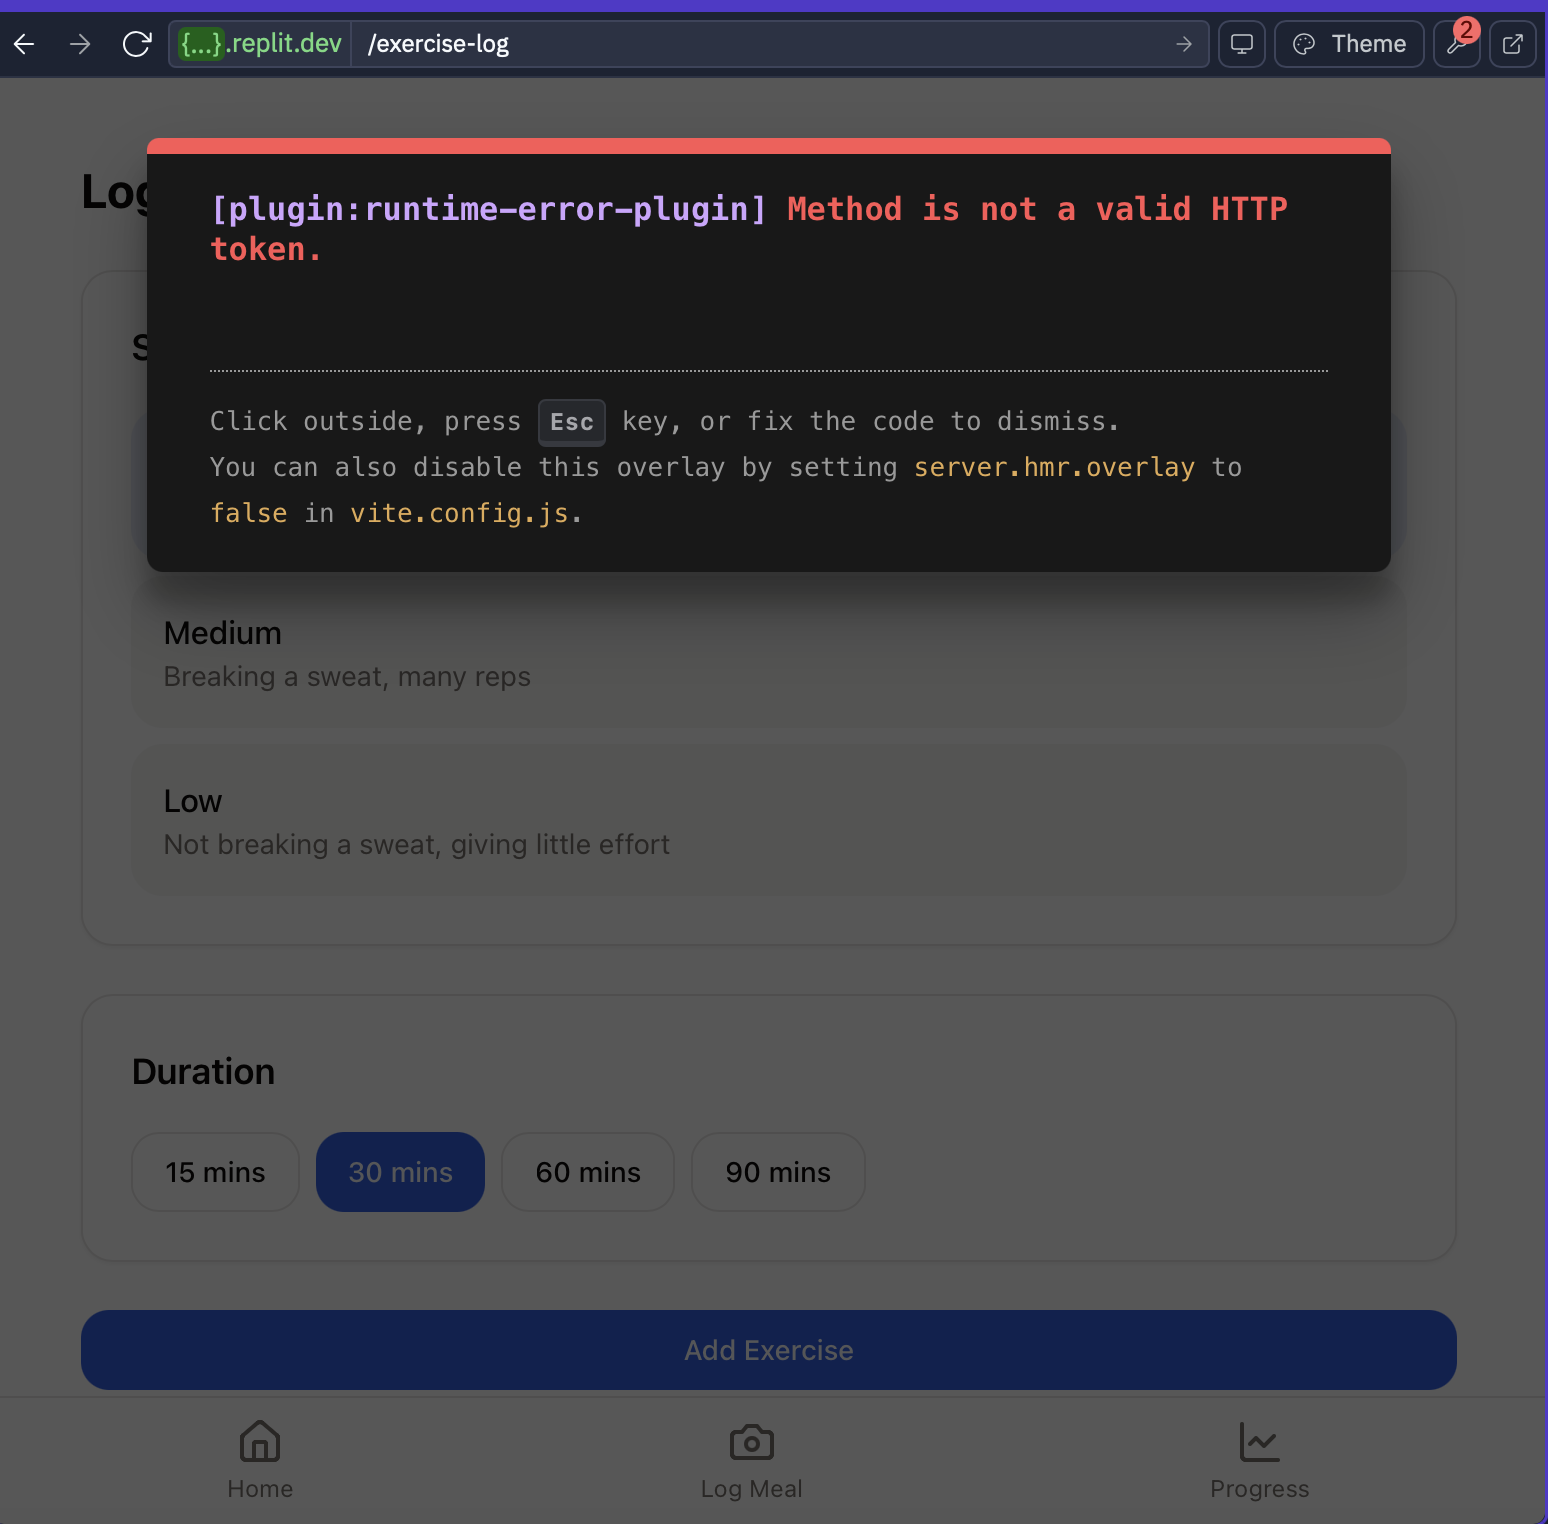 {...}.replit.dev /exercise-log Theme 2
Log
[plugin:runtime-error-plugin] Method is not a valid HTTP
token.
S
Click outside, press Esc key, or fix the code to dismiss.
You can also disable this overlay by setting server.hmr.overlay to
false in vite.config.js.
Medium
Breaking a sweat, many reps
Low
Not breaking a sweat, giving little effort
Duration
15 mins 30 mins 60 mins 90 mins
Add Exercise
Home Log Meal Progress